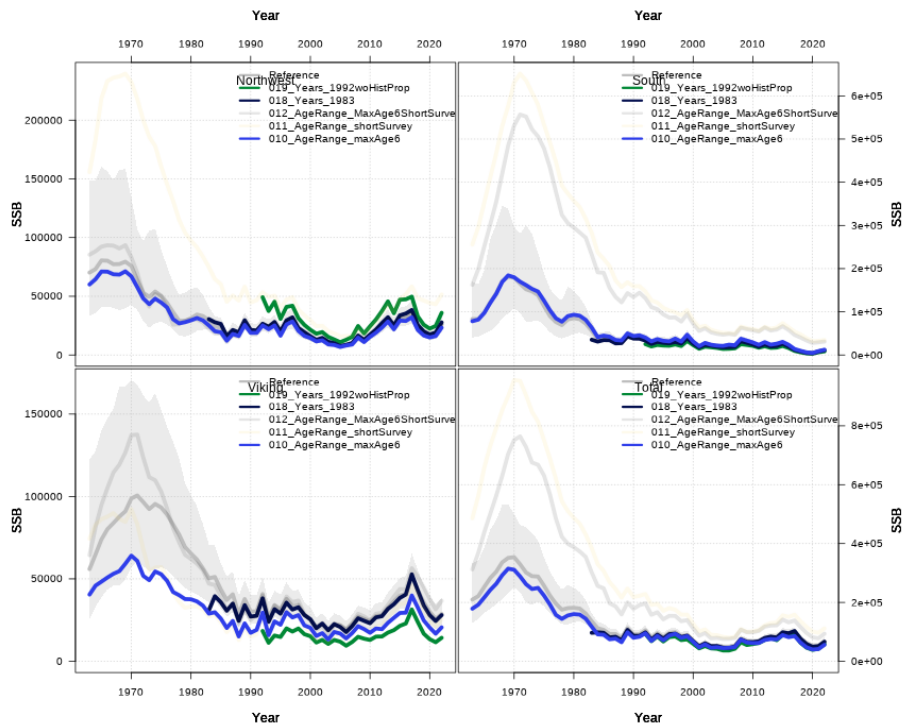 Year Year
1970 1980 1990 2000 2010 2020 1970 1980 1990 2000 2010 2020
Northwest
Reference
019_Years_1992woHistProp
018_Years_1983
012_AgeRange_MaxAge6ShortSurve
011_AgeRange_shortSurvey
010_AgeRange_maxAge6
SSB
200000
150000
100000
50000
0
South
Reference
019_Years_1992woHistProp
018_Years_1983
012_AgeRange_MaxAge6ShortSurve
011_AgeRange_shortSurvey
010_AgeRange_maxAge6
6e+05
5e+05
4e+05
3e+05
2e+05
1e+05
0e+00
SSB
Viking
Reference
019_Years_1992woHistProp
018_Years_1983
012_AgeRange_MaxAge6ShortSurve
011_AgeRange_shortSurvey
010_AgeRange_maxAge6
SSB
150000
100000
50000
0
Total
Reference
019_Years_1992woHistProp
018_Years_1983
012_AgeRange_MaxAge6ShortSurve
011_AgeRange_shortSurvey
010_AgeRange_maxAge6
8e+05
6e+05
4e+05
2e+05
0e+00
SSB
1970 1980 1990 2000 2010 2020 1970 1980 1990 2000 2010 2020
Year Year